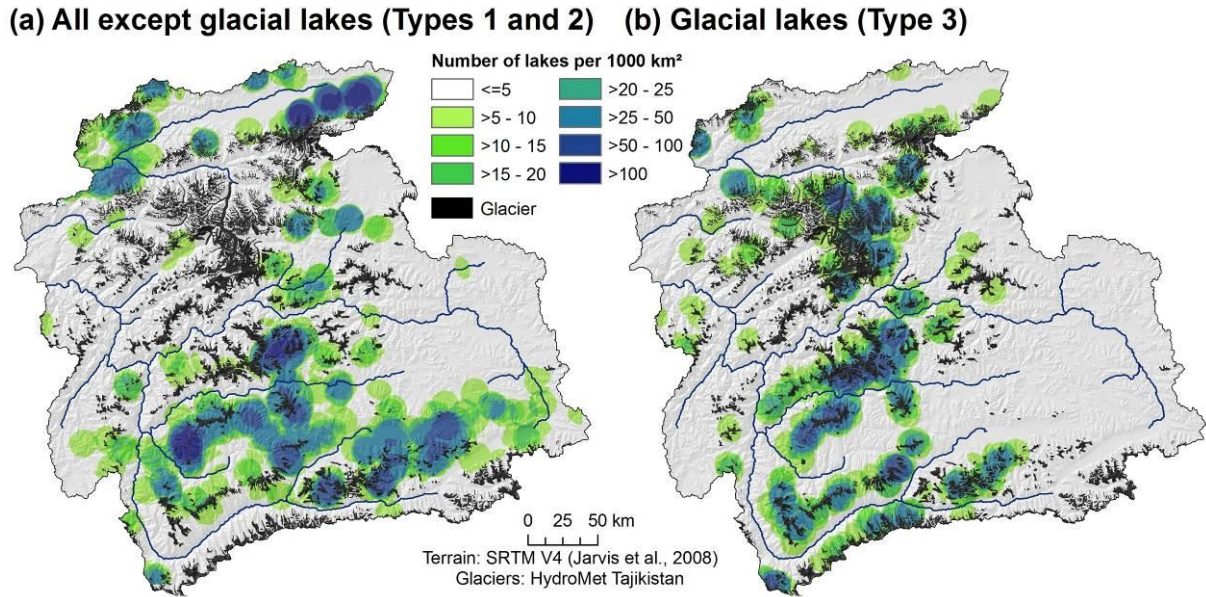 (a) All except glacial lakes (Types 1 and 2)
(b) Glacial lakes (Type 3)
Number of lakes per 1000 km²
<=5
>5 - 10
>10 - 15
>15 - 20
>20 - 25
>25 - 50
>50 - 100
>100
Glacier
0 25 50 km
Terrain: SRTM V4 (Jarvis et al., 2008)
Glaciers: HydroMet Tajikistan